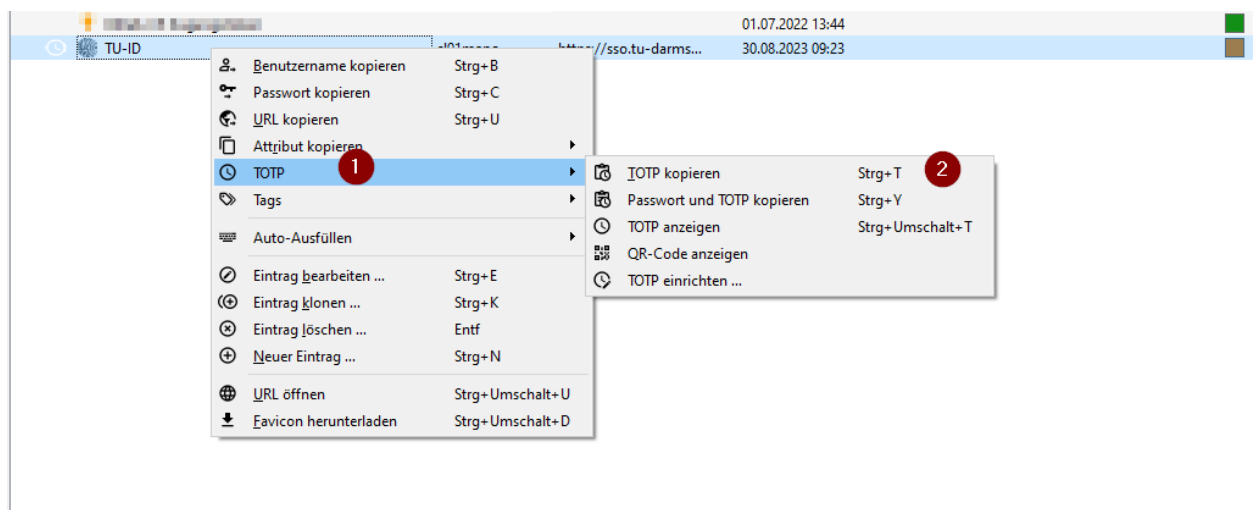 01.07.2022 13:44
TU-ID https://sso.tu-darms... 30.08.2023 09:23
Benutzername kopieren Strg+B
Passwort kopieren Strg+C
URL kopieren Strg+U
Attribut kopieren
1
TOTP
Tags
Auto-Ausfüllen
Eintrag bearbeiten ... Strg+E
Eintrag klonen ... Strg+K
Eintrag löschen ... Entf
Neuer Eintrag ... Strg+N
URL öffnen Strg+Umschalt+U
Favicon herunterladen Strg+Umschalt+D
TOTP kopieren Strg+T
2
Passwort und TOTP kopieren Strg+Y
TOTP anzeigen Strg+Umschalt+T
QR-Code anzeigen
TOTP einrichten ...